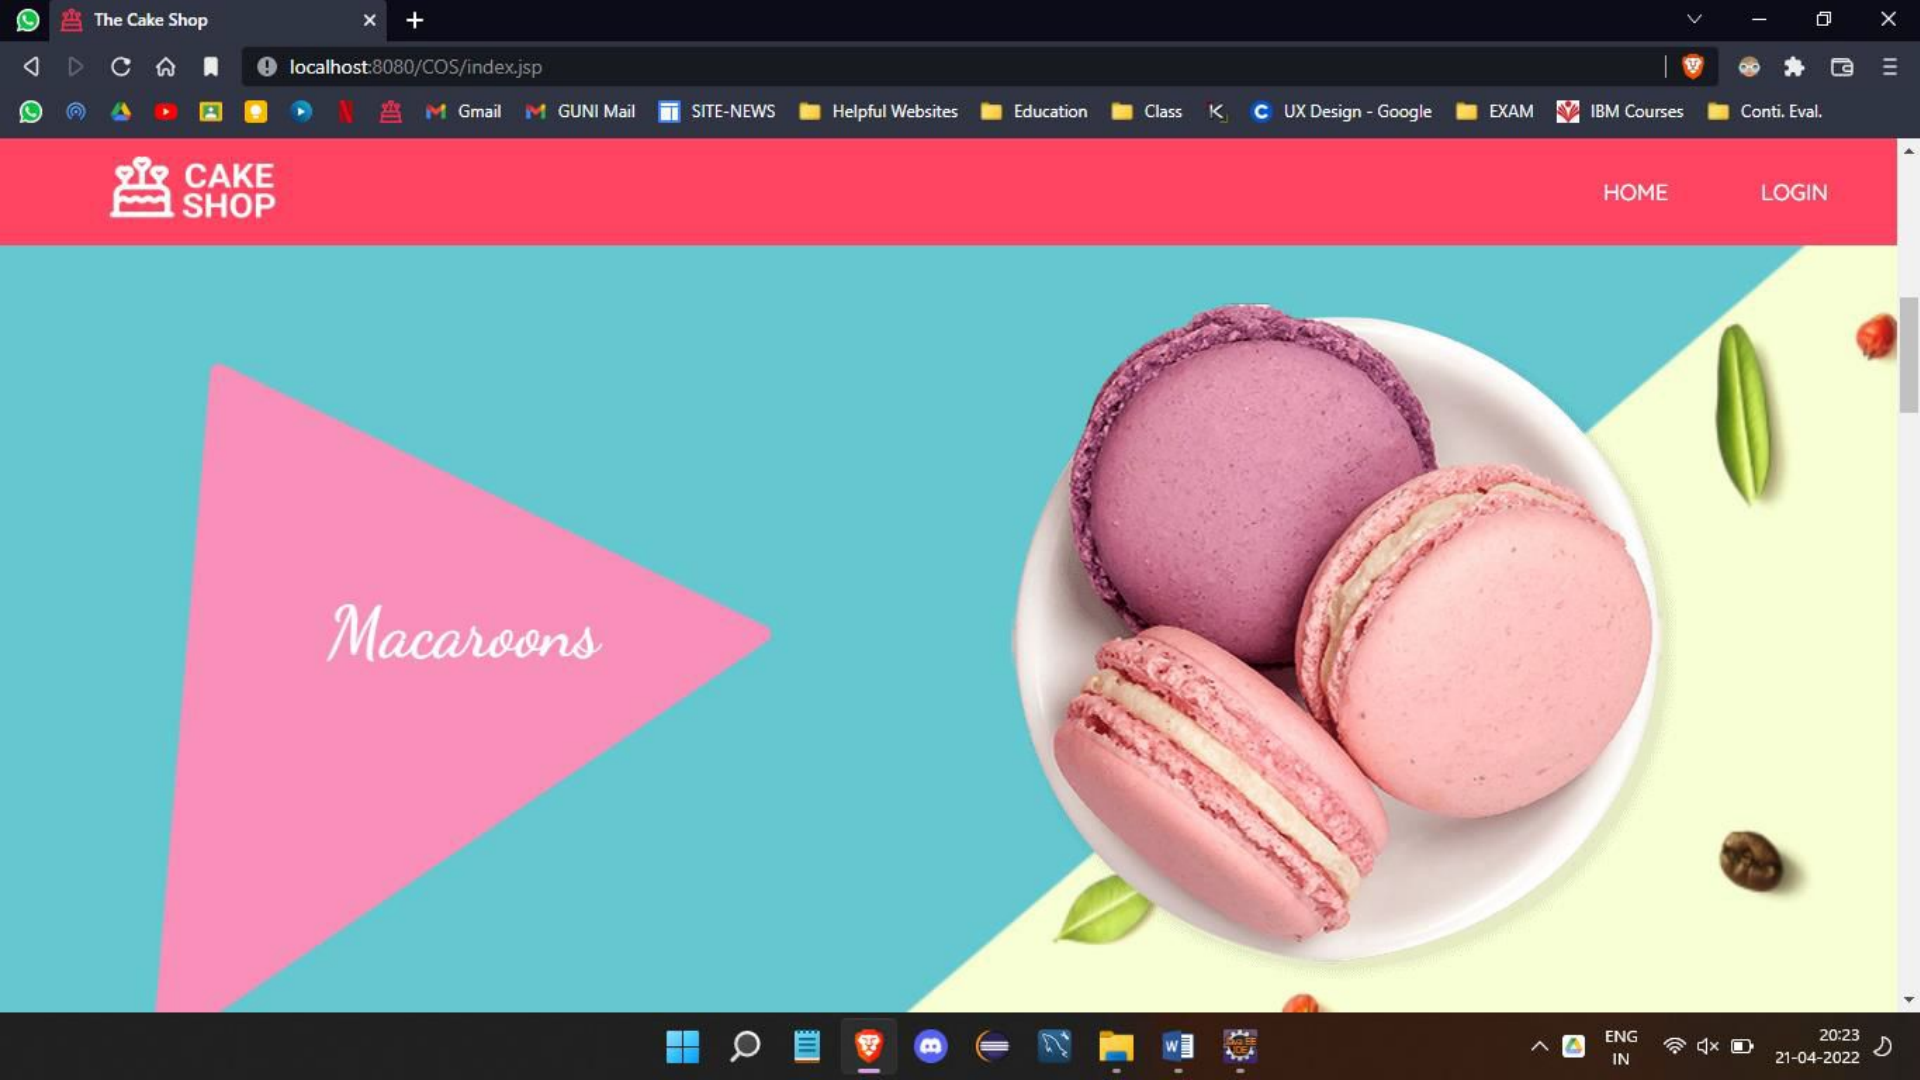 The Cake Shop
localhost:8080/COS/index.jsp
Gmail
GUNI Mail
SITE-NEWS
Helpful Websites
Education
Class
UX Design - Google
EXAM
IBM Courses
Conti. Eval.
CAKE
SHOP
HOME
LOGIN
Macaroons
ENG
IN
20:23
21-04-2022